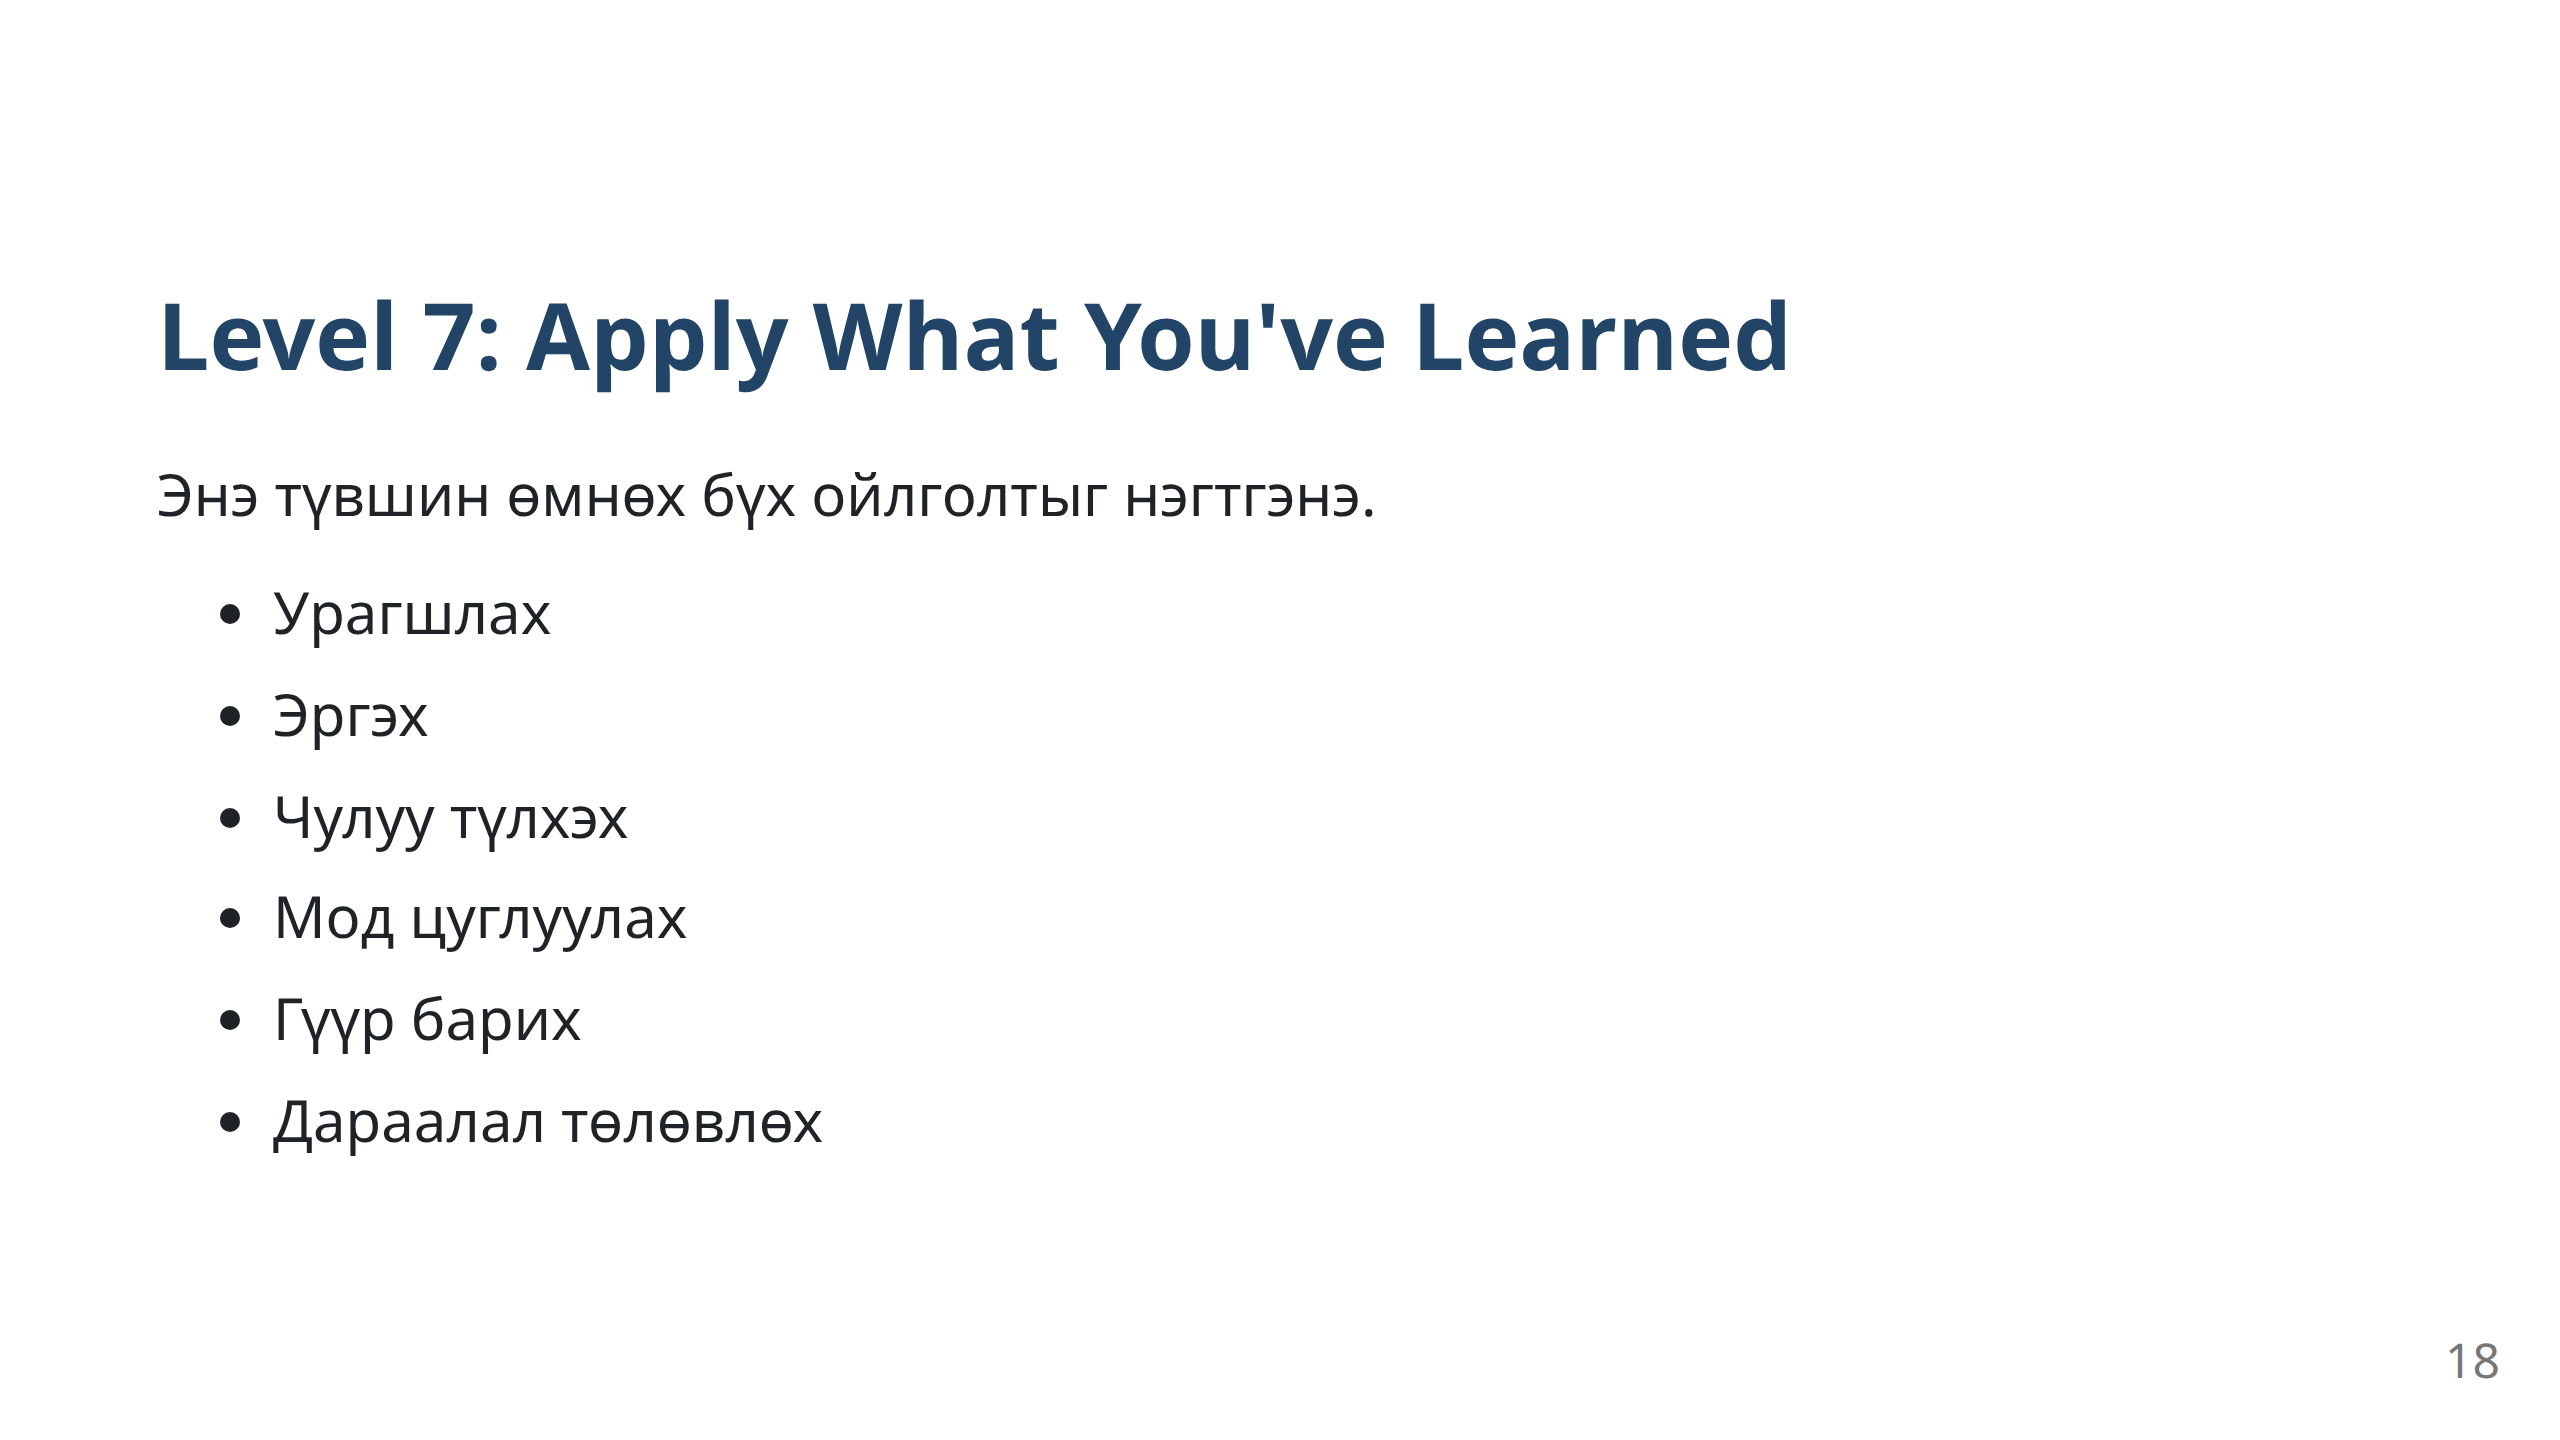 Level 7: Apply What You've Learned
Энэ түвшин өмнөх бүх ойлголтыг нэгтгэнэ.
• Урагшлах
• Эргэх
• Чулуу түлхэх
• Мод цуглуулах
• Гүүр барих
• Дараалал төлөвлөх
18